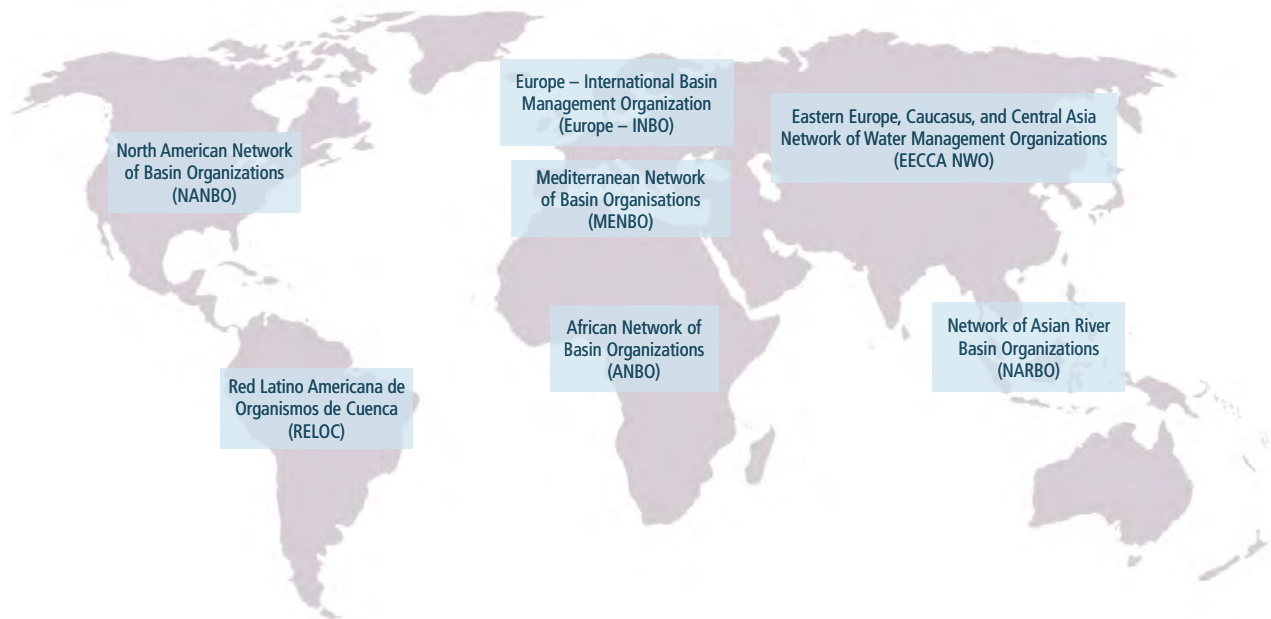 Europe – International Basin
Management Organization
(Europe – INBO)
Eastern Europe, Caucasus, and Central Asia
Network of Water Management Organizations
(EECCA NWO)
North American Network
of Basin Organizations
(NANBO)
Mediterranean Network
of Basin Organisations
(MENBO)
African Network of
Basin Organizations
(ANBO)
Network of Asian River
Basin Organizations
(NARBO)
Red Latino Americana de
Organismos de Cuenca
(RELOC)